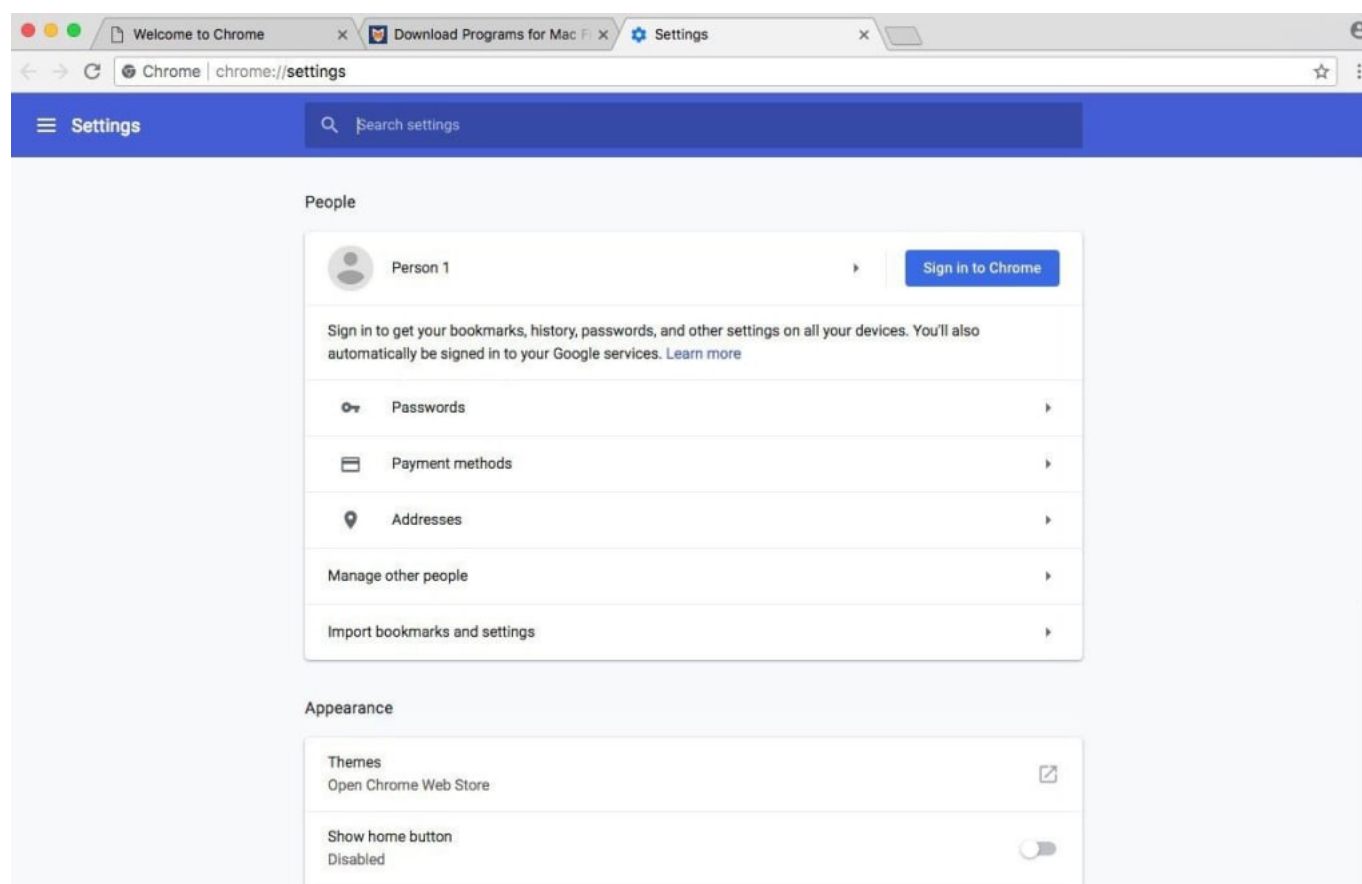 Welcome to Chrome
Download Programs for Mac F
Settings
Chrome | chrome://settings
Settings
Search settings
People
Person 1
Sign in to Chrome
Sign in to get your bookmarks, history, passwords, and other settings on all your devices. You'll also
automatically be signed in to your Google services. Learn more
Passwords
Payment methods
Addresses
Manage other people
Import bookmarks and settings
Appearance
Themes
Open Chrome Web Store
Show home button
Disabled